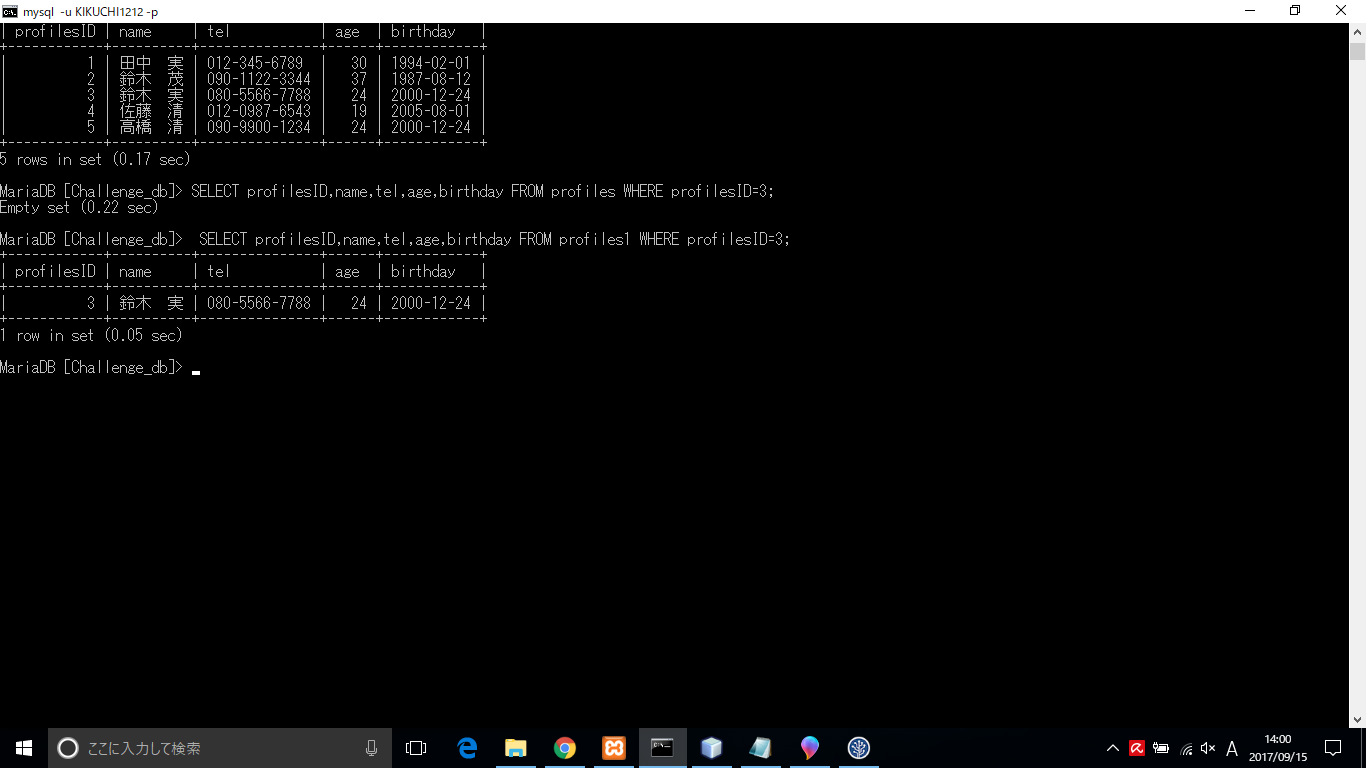 mysql -u KIKUCHI1212 -p
| profilesID | name     | tel           | age  | birthday   |
+------------+----------+---------------+------+------------+
|          1 | 田中　実 | 012-345-6789  |   30 | 1994-02-01 |
|          2 | 鈴木　茂 | 090-1122-3344 |   37 | 1987-08-12 |
|          3 | 鈴木　実 | 080-5566-7788 |   24 | 2000-12-24 |
|          4 | 佐藤　清 | 012-0987-6543 |   19 | 2005-08-01 |
|          5 | 高橋　清 | 090-9900-1234 |   24 | 2000-12-24 |
+------------+----------+---------------+------+------------+
5 rows in set (0.17 sec)
MariaDB [Challenge_db]> SELECT profilesID,name,tel,age,birthday FROM profiles WHERE profilesID=3;
Empty set (0.22 sec)
MariaDB [Challenge_db]>  SELECT profilesID,name,tel,age,birthday FROM profiles1 WHERE profilesID=3;
+------------+----------+---------------+------+------------+
| profilesID | name     | tel           | age  | birthday   |
+------------+----------+---------------+------+------------+
|          3 | 鈴木　実 | 080-5566-7788 |   24 | 2000-12-24 |
+------------+----------+---------------+------+------------+
1 row in set (0.05 sec)
MariaDB [Challenge_db]>
ここに入力して検索
A
14:00
2017/09/15